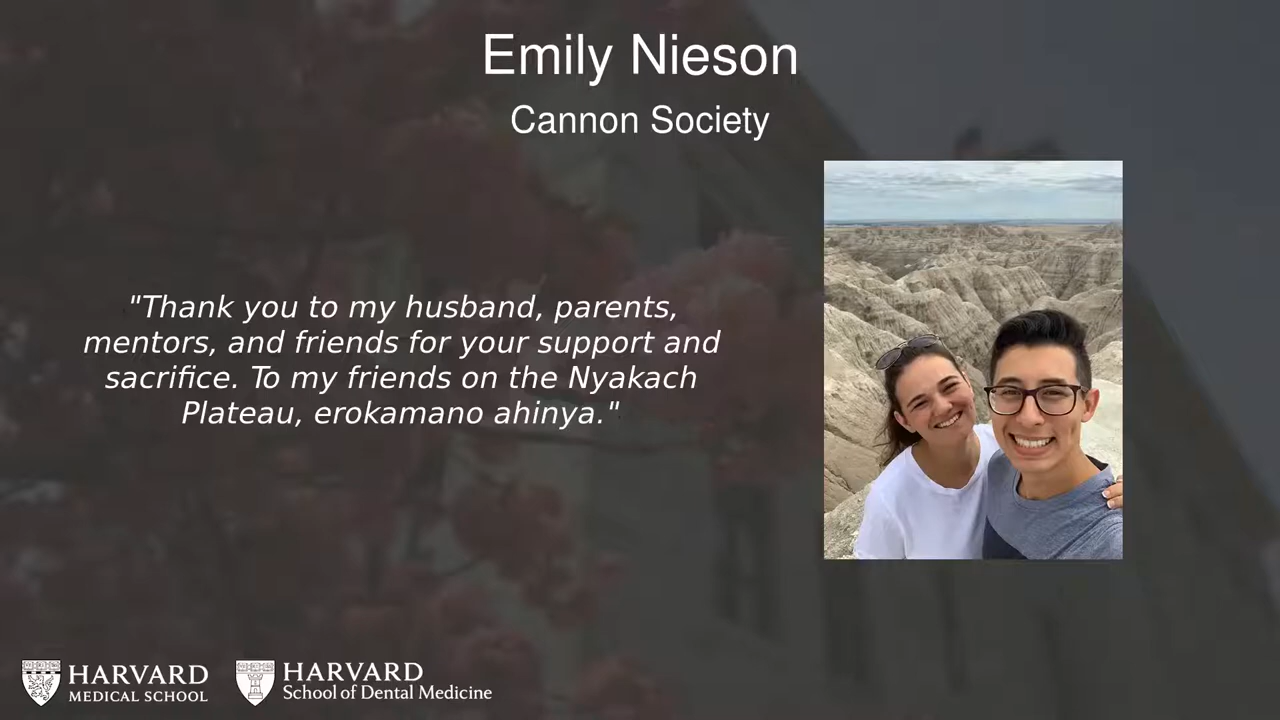 Emily Nieson
Cannon Society
"Thank you to my husband, parents,
mentors, and friends for your support and
sacrifice. To my friends on the Nyakach
Plateau, erokamano ahinya."
HARVARD
MEDICAL SCHOOL
HARVARD
School of Dental Medicine